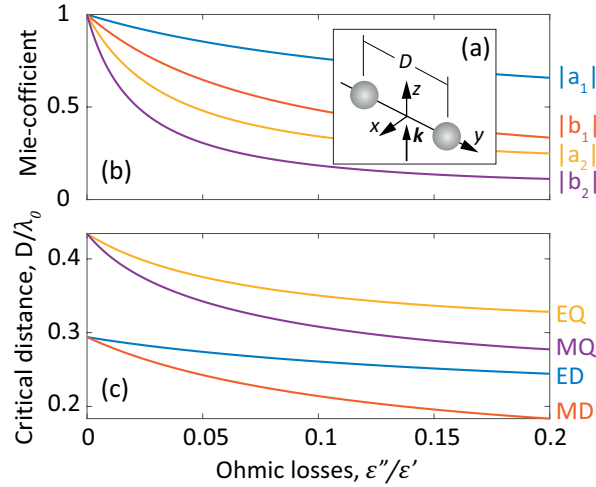 1
0.5
0
Mie-cofficient
(b)
(a)
D
z
x
k
y
|a₁|
|b₁|
|a₂|
|b₂|
0.4
0.3
0.2
Critical distance, D/λ₀
(c)
EQ
MQ
ED
MD
0
0.05
0.1
0.15
0.2
Ohmic losses, ε″/ε′